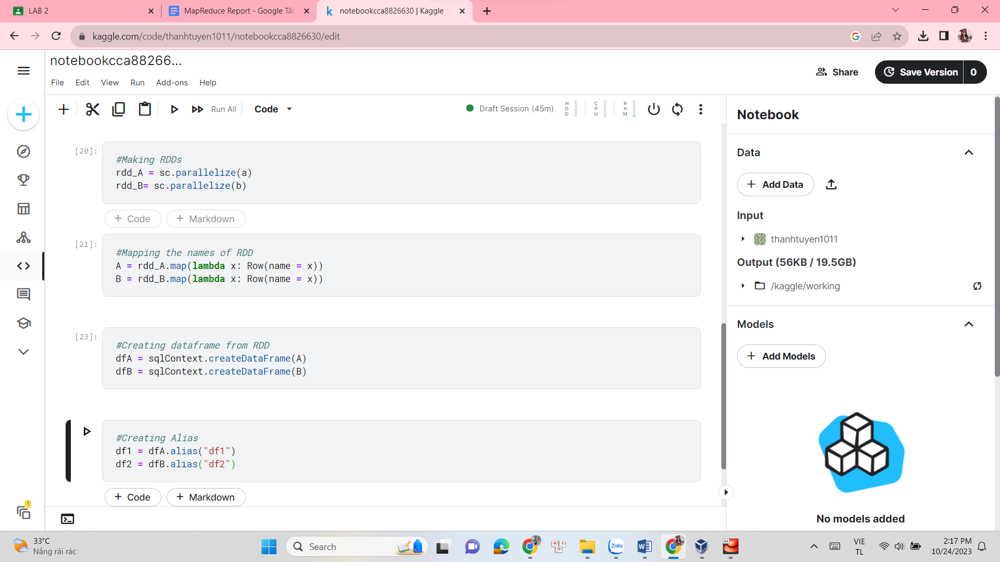 LAB 2
MapReduce Report - Google Tài
notebookcca8826630 | Kaggle
kaggle.com/code/thanhtuyen1011/notebookcca8826630/edit
notebookcca88266...
File Edit View Run Add-ons Help
Share
Save Version 0
Run All
Code
Draft Session (45m)
HDD
CPU
RAM
[20]:
#Making RDDs
rdd_A = sc.parallelize(a)
rdd_B= sc.parallelize(b)
+ Code + Markdown
[21]:
#Mapping the names of RDD
A = rdd_A.map(lambda x: Row(name = x))
B = rdd_B.map(lambda x: Row(name = x))
[23]:
#Creating dataframe from RDD
dfA = sqlContext.createDataFrame(A)
dfB = sqlContext.createDataFrame(B)
#Creating Alias
df1 = dfA.alias("df1")
df2 = dfB.alias("df2")
+ Code + Markdown
Notebook
Data
+ Add Data
Input
thanhtuyen1011
Output (56KB / 19.5GB)
/kaggle/working
Models
+ Add Models
No models added
1
33°C
Nắng rải rác
Search
Zalo
64
VIE
TL
2:17 PM
10/24/2023